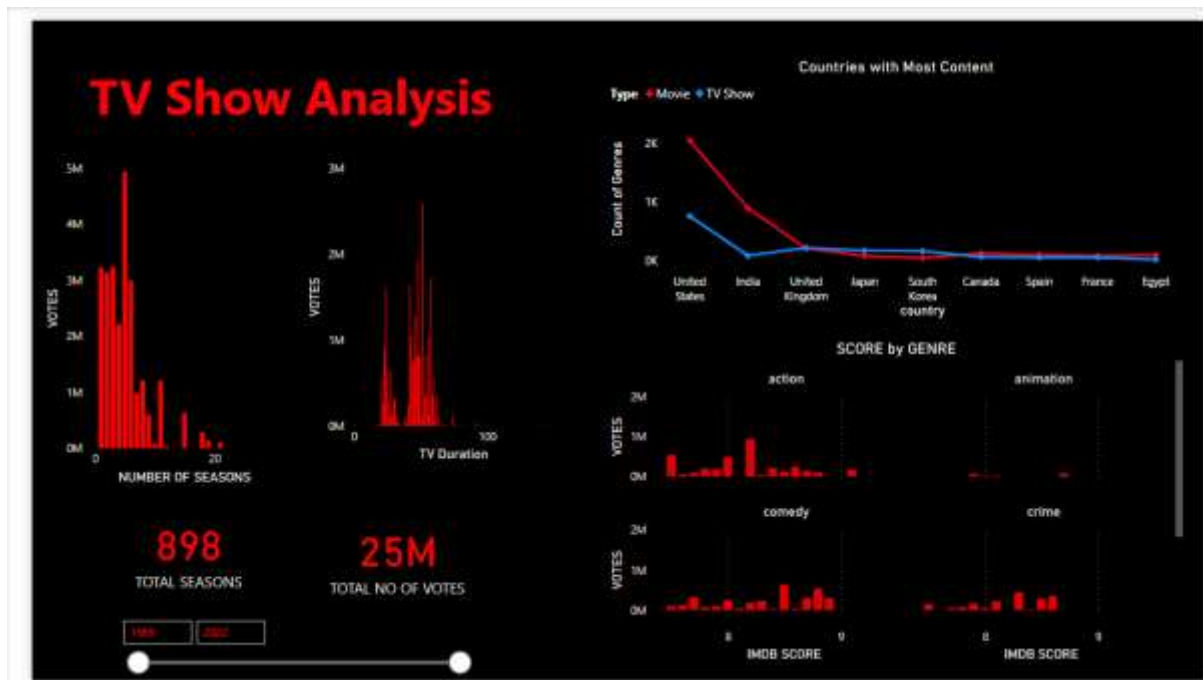 TV Show Analysis
5M
4M
3M
2M
1M
0M
VOTES
0
20
NUMBER OF SEASONS
3M
2M
1M
0M
VOTES
0
100
TV Duration
898
TOTAL SEASONS
25M
TOTAL NO OF VOTES
Countries with Most Content
Type Movie TV Show
Count of Genres
2K
1K
0K
United States
India
United Kingdom
Japan
South Korea
Canada
Spain
France
Egypt
country
SCORE by GENRE
action
animation
VOTES
2M
1M
0M
comedy
crime
VOTES
2M
1M
0M
8
9
8
9
IMDB SCORE
IMDB SCORE